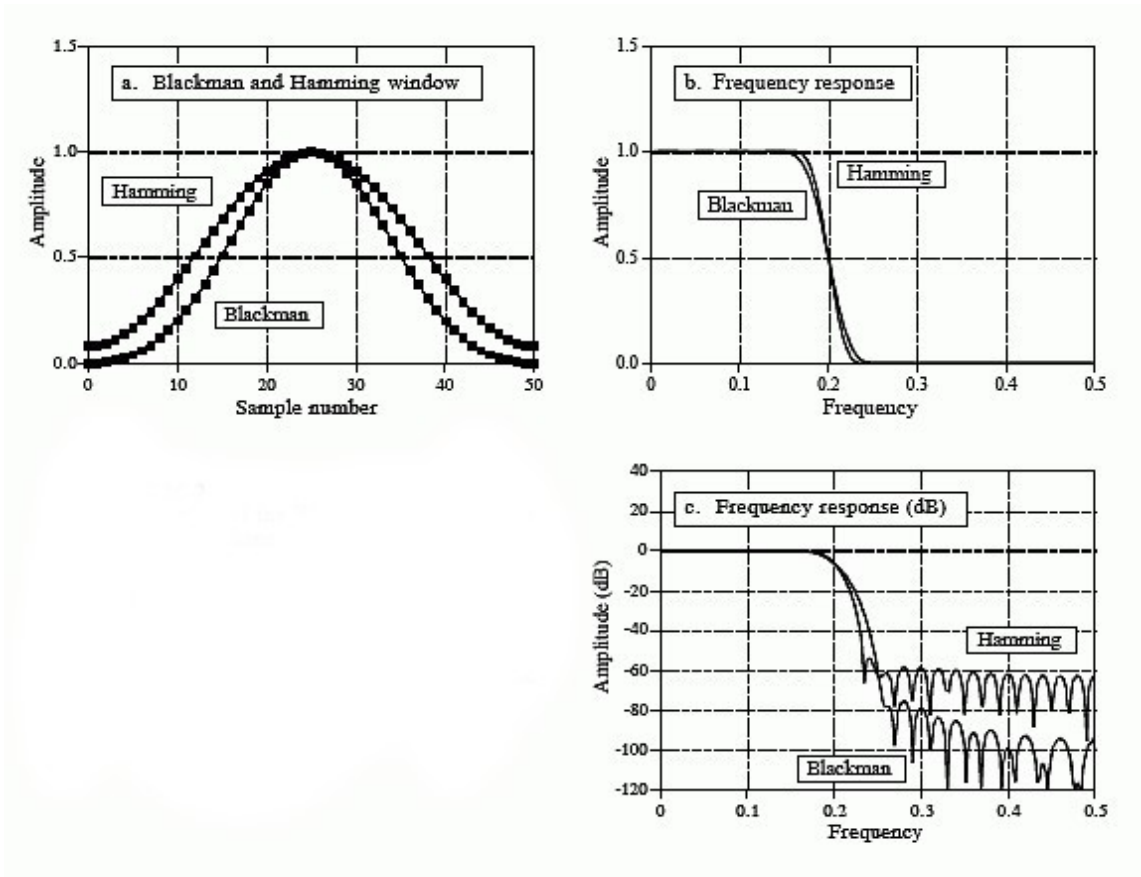 a. Blackman and Hamming window
1.5
1.0
0.5
0.0
Amplitude
Hamming
Blackman
0 10 20 30 40 50
Sample number
b. Frequency response
1.5
1.0
0.5
0.0
Amplitude
Hamming
Blackman
0 0.1 0.2 0.3 0.4 0.5
Frequency
c. Frequency response (dB)
40
20
0
-20
-40
-60
-80
-100
-120
Amplitude (dB)
Hamming
Blackman
0 0.1 0.2 0.3 0.4 0.5
Frequency